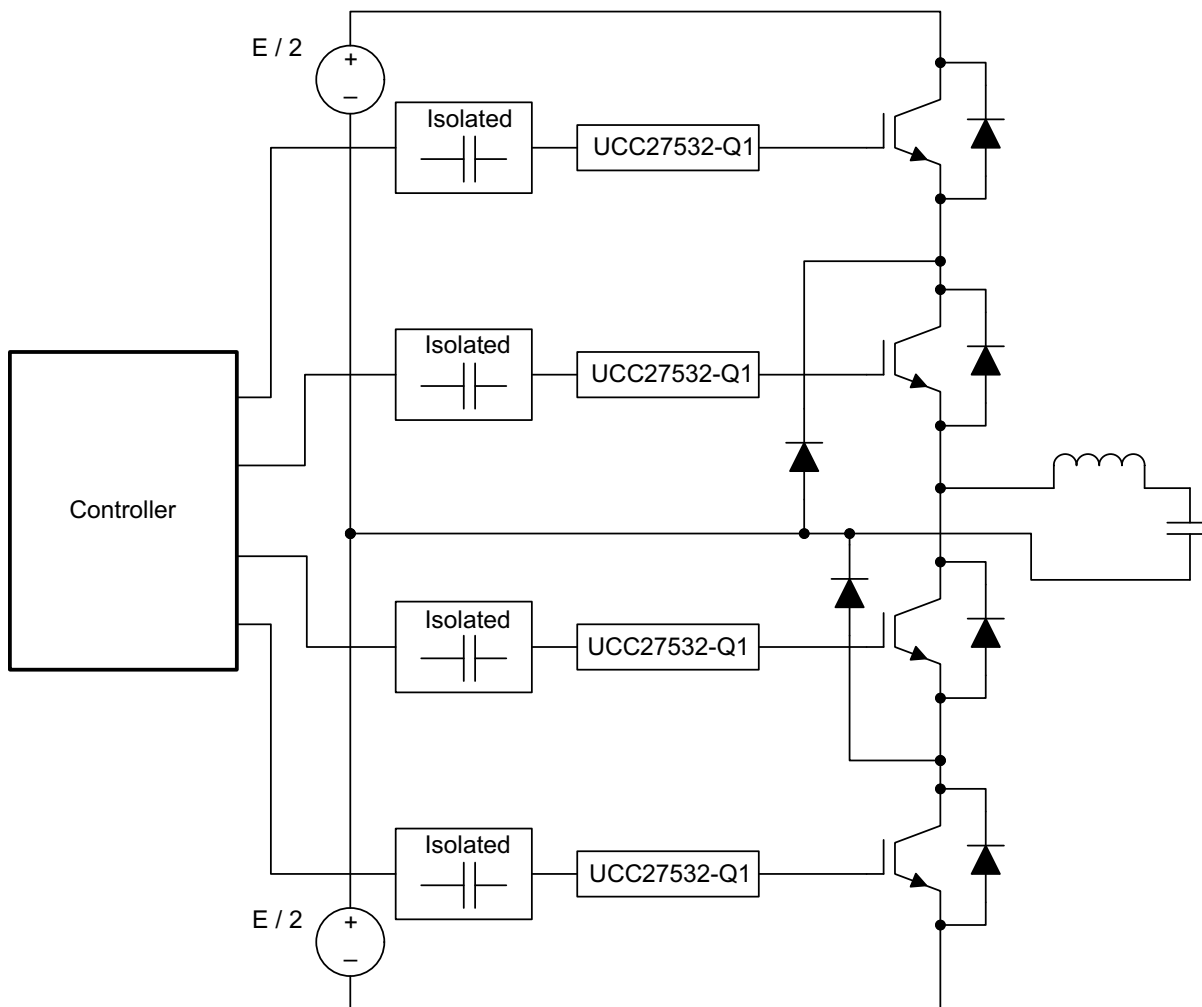 E / 2
Isolated
UCC27532-Q1
Isolated
UCC27532-Q1
Controller
Isolated
UCC27532-Q1
Isolated
UCC27532-Q1
E / 2